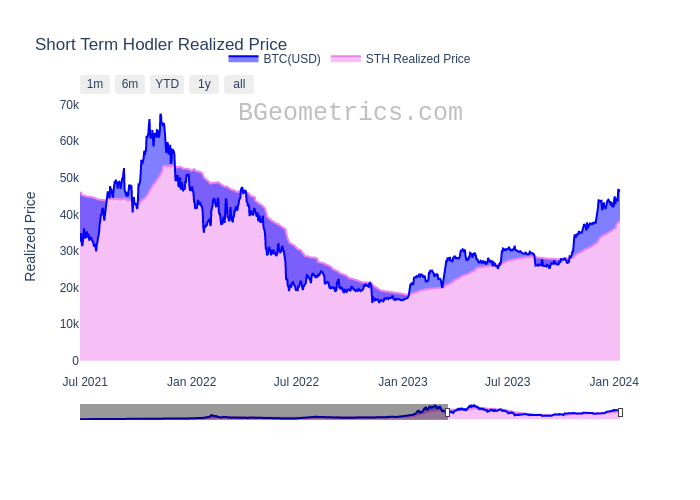 Short Term Hodler Realized Price
BTC(USD) STH Realized Price
1m 6m YTD 1y all
BGeometrics.com
Realized Price
70k
60k
50k
40k
30k
20k
10k
0
Jul 2021 Jan 2022 Jul 2022 Jan 2023 Jul 2023 Jan 2024